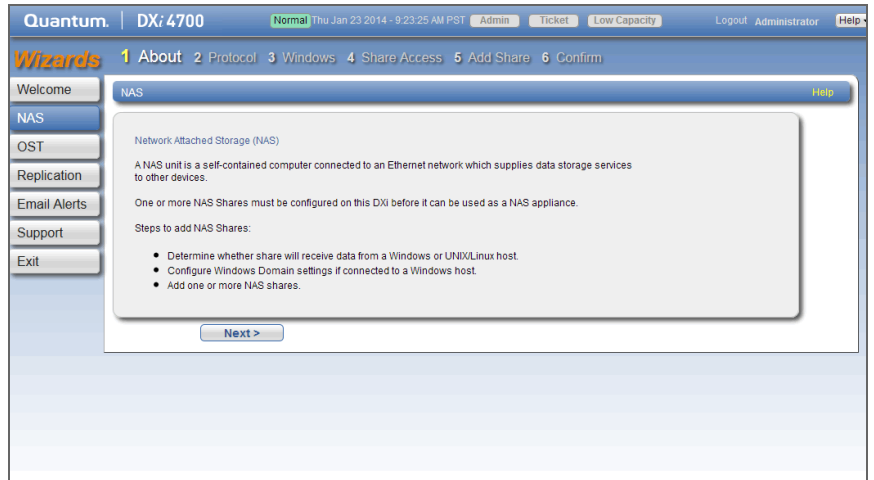 Quantum. DXi 4700 Normal Thu Jan 23 2014 - 9:23:25 AM PST Admin Ticket Low Capacity Logout Administrator Help
Wizards 1 About 2 Protocol 3 Windows 4 Share Access 5 Add Share 6 Confirm
Welcome
NAS
OST
Replication
Email Alerts
Support
Exit
NAS Help
Network Attached Storage (NAS)
A NAS unit is a self-contained computer connected to an Ethernet network which supplies data storage services
to other devices.
One or more NAS Shares must be configured on this DXi before it can be used as a NAS appliance.
Steps to add NAS Shares:
• Determine whether share will receive data from a Windows or UNIX/Linux host.
• Configure Windows Domain settings if connected to a Windows host.
• Add one or more NAS shares.
Next >